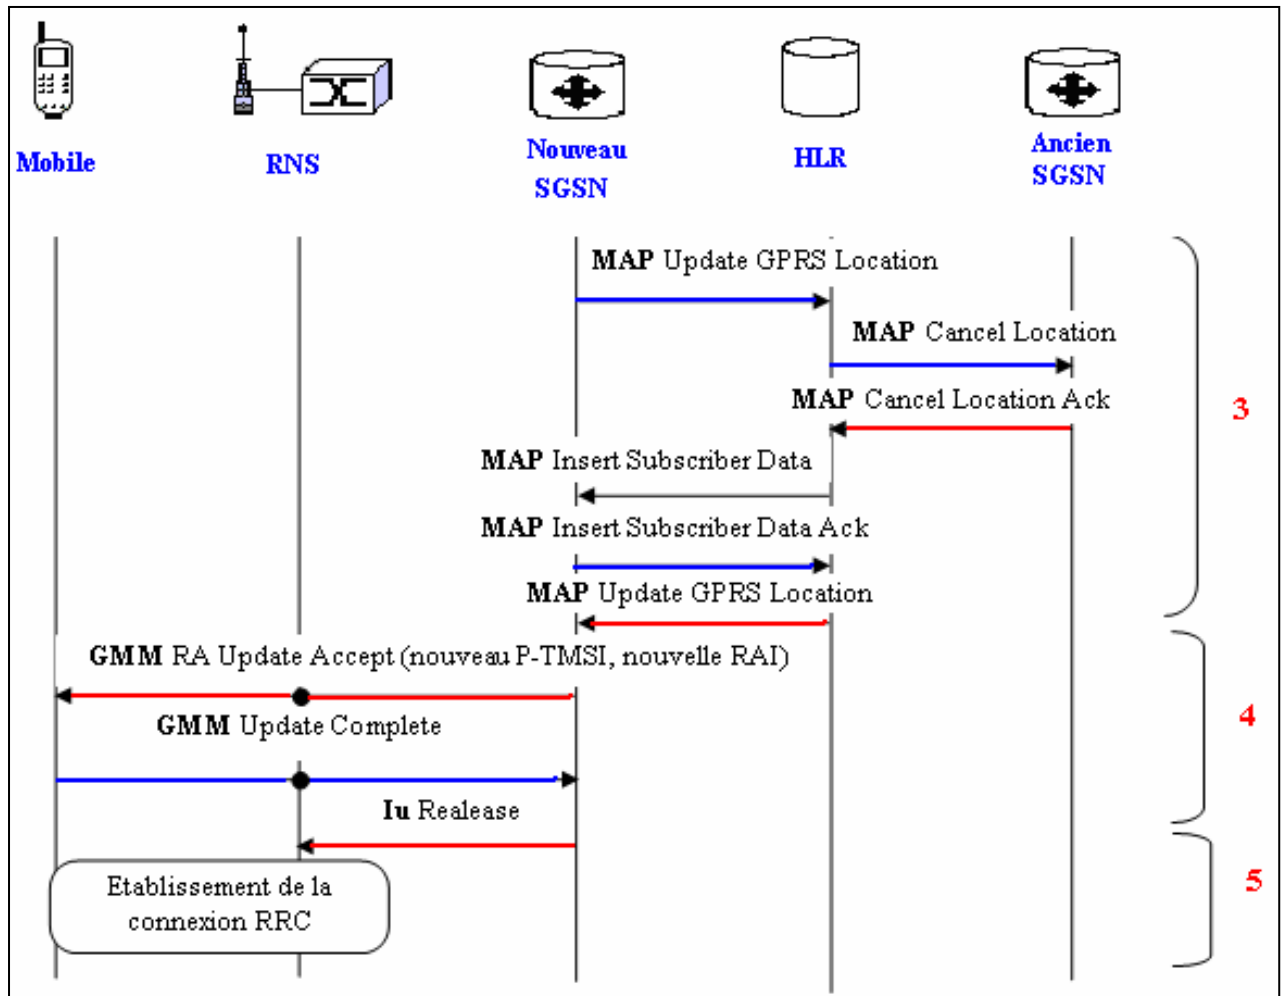 Mobile
RNS
Nouveau
SGSN
HLR
Ancien
SGSN
MAP Update GPRS Location
MAP Cancel Location
MAP Cancel Location Ack
3
MAP Insert Subscriber Data
MAP Insert Subscriber Data Ack
MAP Update GPRS Location
GMM RA Update Accept (nouveau P-TMSI, nouvelle RAI)
GMM Update Complete
4
Iu Realease
Etablissement de la
connexion RRC
5